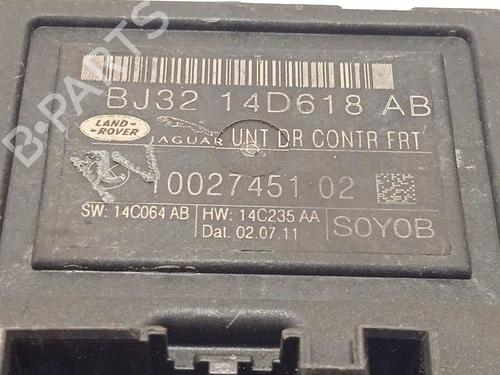 BJ32 14D618 AB
LAND ROVER
JAGUAR UNT DR CONTR FRT
10027451 02
SW: 14C064 AB HW: 14C235 AA
Dat. 02.07.11
SOYOB
B-PARTS